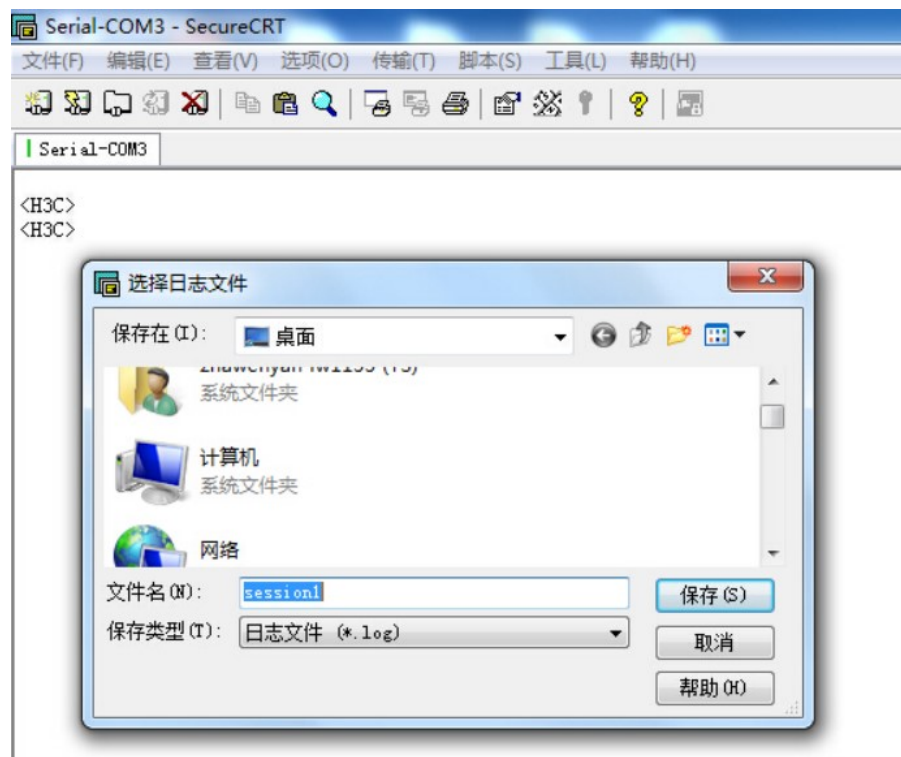 Serial-COM3 - SecureCRT
文件(F) 编辑(E) 查看(V) 选项(O) 传输(T) 脚本(S) 工具(L) 帮助(H)
Serial-COM3
<H3C>
<H3C>
选择日志文件
保存在(I): 桌面
系统文件夹
计算机
系统文件夹
网络
文件名(N): session1 保存(S)
保存类型(T): 日志文件 (*.log) 取消
帮助(H)